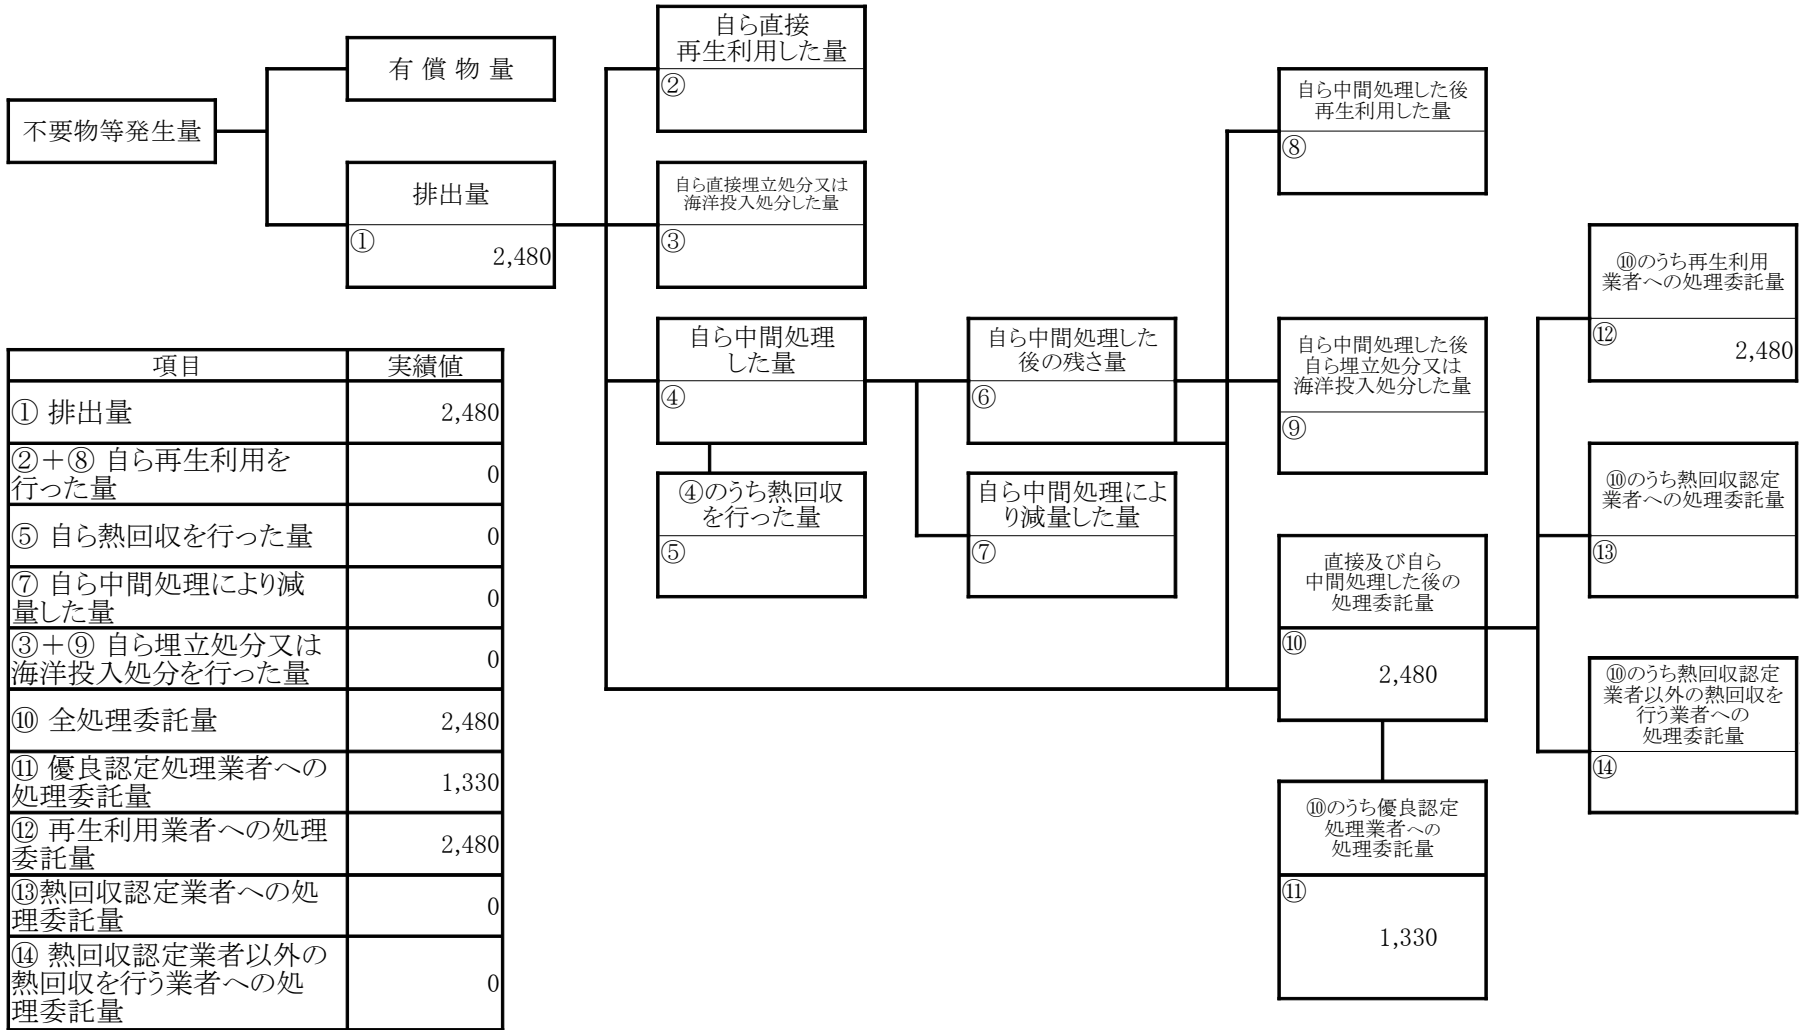 不要物等発生量
有 償 物 量
排出量
①
2,480
自ら直接
再生利用した量
②
自ら直接埋立処分又は
海洋投入処分した量
③
自ら中間処理
した量
④
④のうち熱回収
を行った量
⑤
自ら中間処理した
後の残さ量
⑥
自ら中間処理によ
り減量した量
⑦
自ら中間処理した後
再生利用した量
⑧
自ら中間処理した後
自ら埋立処分又は
海洋投入処分した量
⑨
直接及び自ら
中間処理した後の
処理委託量
⑩
2,480
⑩のうち優良認定
処理業者への
処理委託量
⑪
1,330
⑩のうち再生利用
業者への処理委託量
⑫
2,480
⑩のうち熱回収認定
業者への処理委託量
⑬
⑩のうち熱回収認定
業者以外の熱回収を
行う業者への
処理委託量
⑭
項目 実績値
① 排出量 2,480
②＋⑧ 自ら再生利用を
行った量 0
⑤ 自ら熱回収を行った量 0
⑦ 自ら中間処理により減
量した量 0
③＋⑨ 自ら埋立処分又は
海洋投入処分を行った量 0
⑩ 全処理委託量 2,480
⑪ 優良認定処理業者への
処理委託量 1,330
⑫ 再生利用業者への処理
委託量 2,480
⑬熱回収認定業者への処
理委託量 0
⑭ 熱回収認定業者以外の
熱回収を行う業者への処
理委託量 0